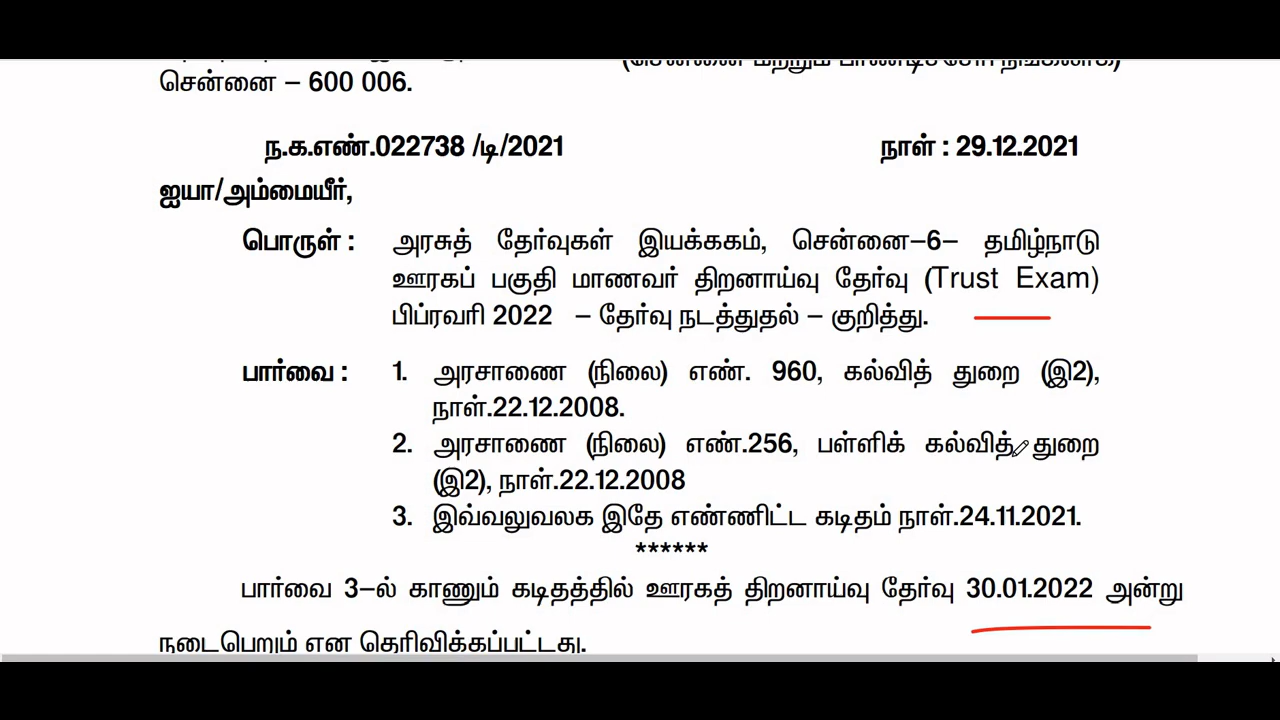 சென்னை – 600 006.
ந.க.எண்.022738 /டி/2021 நாள் : 29.12.2021
ஐயா/அம்மையீர்,
பொருள் : அரசுத் தேர்வுகள் இயக்ககம், சென்னை–6– தமிழ்நாடு
ஊரகப் பகுதி மாணவர் திறனாய்வு தேர்வு (Trust Exam)
பிப்ரவரி 2022 – தேர்வு நடத்துதல் – குறித்து.
பார்வை : 1. அரசாணை (நிலை) எண். 960, கல்வித் துறை (இ2),
நாள்.22.12.2008.
2. அரசாணை (நிலை) எண்.256, பள்ளிக் கல்வித் துறை
(இ2), நாள்.22.12.2008
3. இவ்வலுவலக இதே எண்ணிட்ட கடிதம் நாள்.24.11.2021.
******
பார்வை 3–ல் காணும் கடிதத்தில் ஊரகத் திறனாய்வு தேர்வு 30.01.2022 அன்று
நடைபெறும் என தெரிவிக்கப்பட்டது.